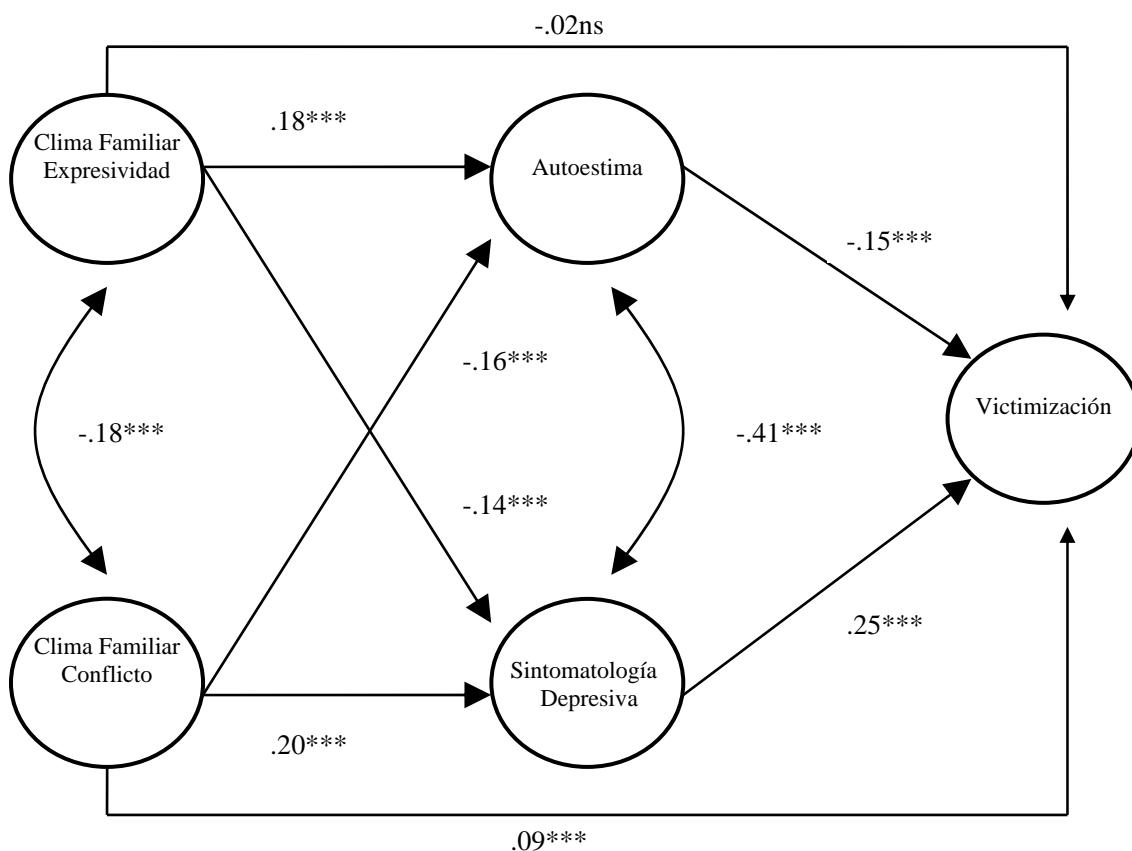 -.02ns
Clima Familiar
Expresividad
.18***
Autoestima
-.15***
-.16***
Victimización
-.18***
-.41***
-.14***
.25***
Clima Familiar
Conflicto
Sintomatología
Depresiva
.20***
.09***